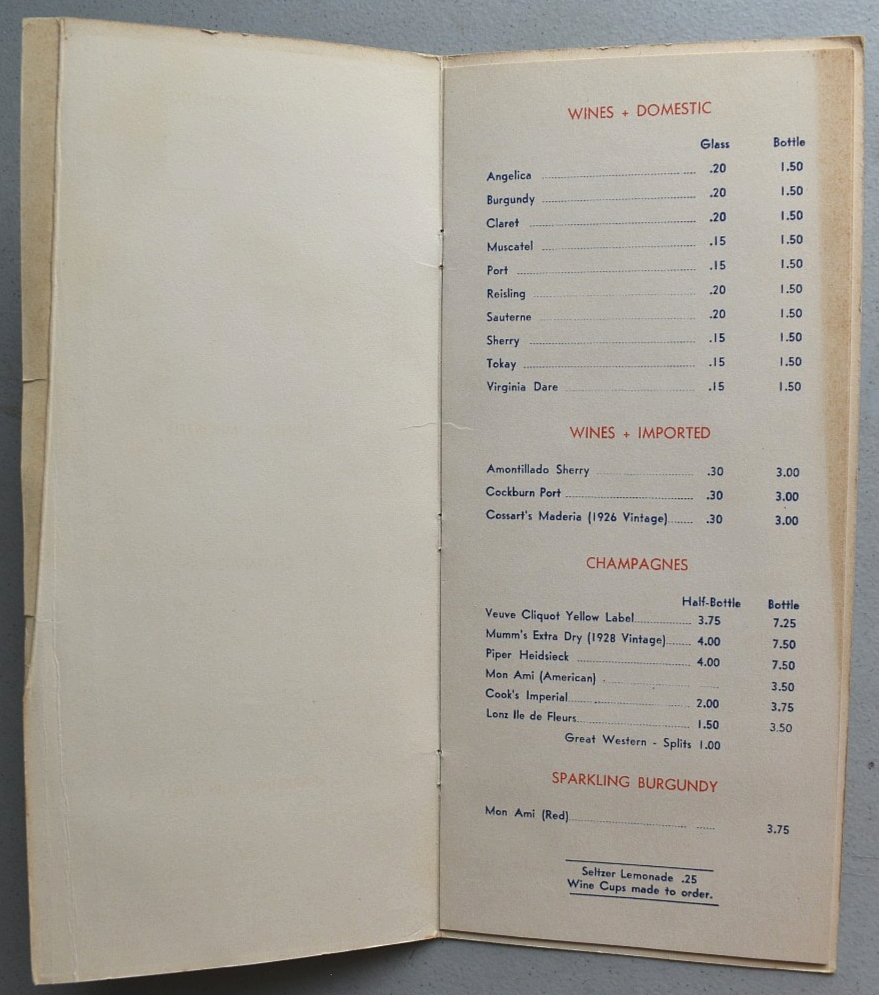 WINES + DOMESTIC
Glass Bottle
Angelica .20 1.50
Burgundy .20 1.50
Claret .20 1.50
Muscatel .15 1.50
Port .15 1.50
Reisling .20 1.50
Sauterne .20 1.50
Sherry .15 1.50
Tokay .15 1.50
Virginia Dare .15 1.50
WINES + IMPORTED
Amontillado Sherry .30 3.00
Cockburn Port .30 3.00
Cossart's Maderia (1926 Vintage) .30 3.00
CHAMPAGNES
Half-Bottle Bottle
Veuve Cliquot Yellow Label 3.75 7.25
Mumm's Extra Dry (1928 Vintage) 4.00 7.50
Piper Heidsieck 4.00 7.50
Mon Ami (American) 3.50
Cook's Imperial 2.00 3.75
Lonz Ile de Fleurs 1.50 3.50
Great Western - Splits 1.00
SPARKLING BURGUNDY
Mon Ami (Red) 3.75
Seltzer Lemonade .25
Wine Cups made to order.